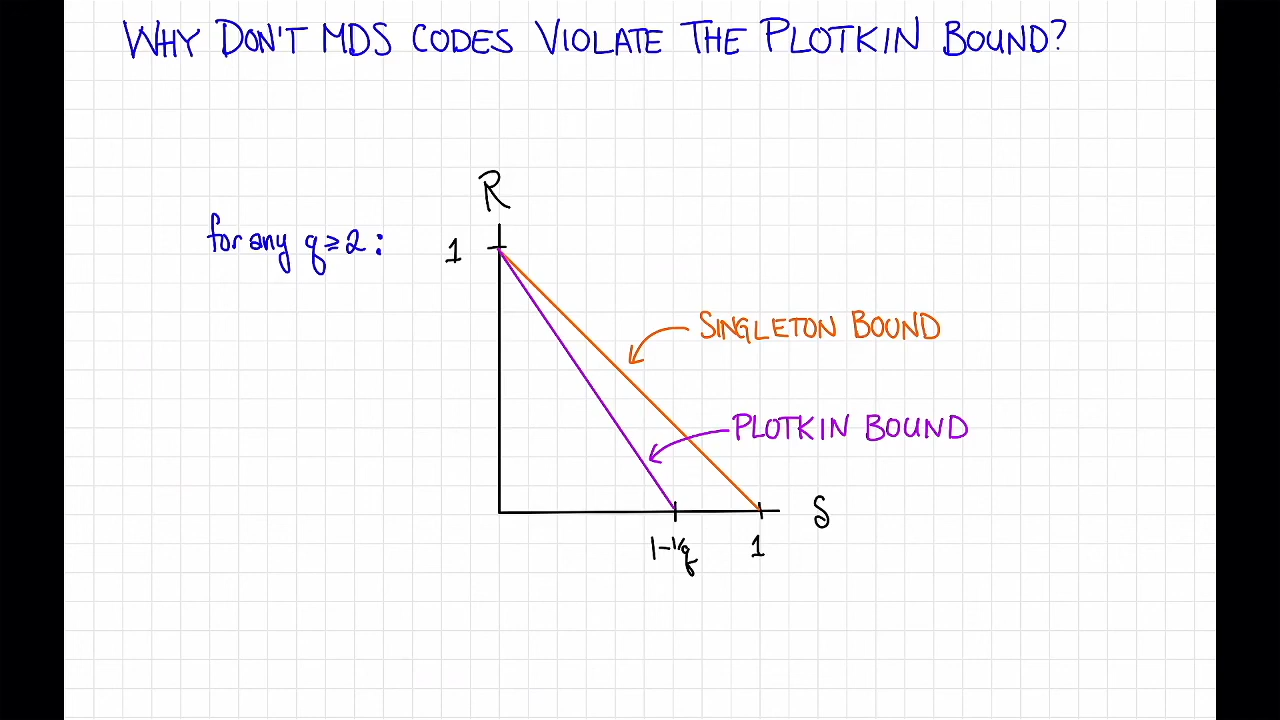 WHY DON'T MDS CODES VIOLATE THE PLOTKIN BOUND?
R
for any q≥2:
1
SINGLETON BOUND
PLOTKIN BOUND
δ
1-1/q
1